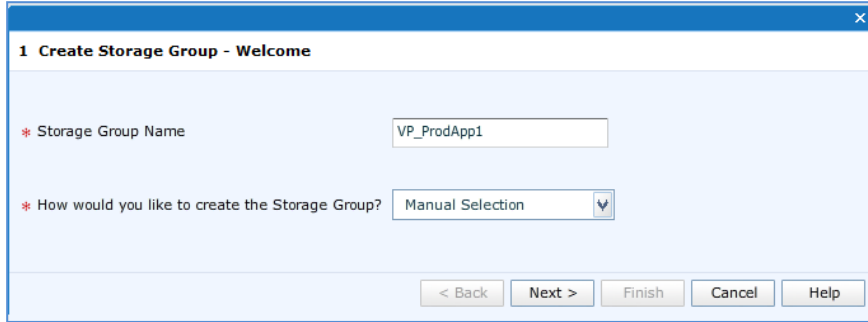 1 Create Storage Group - Welcome
* Storage Group Name VP_ProdApp1
* How would you like to create the Storage Group? Manual Selection
< Back Next > Finish Cancel Help